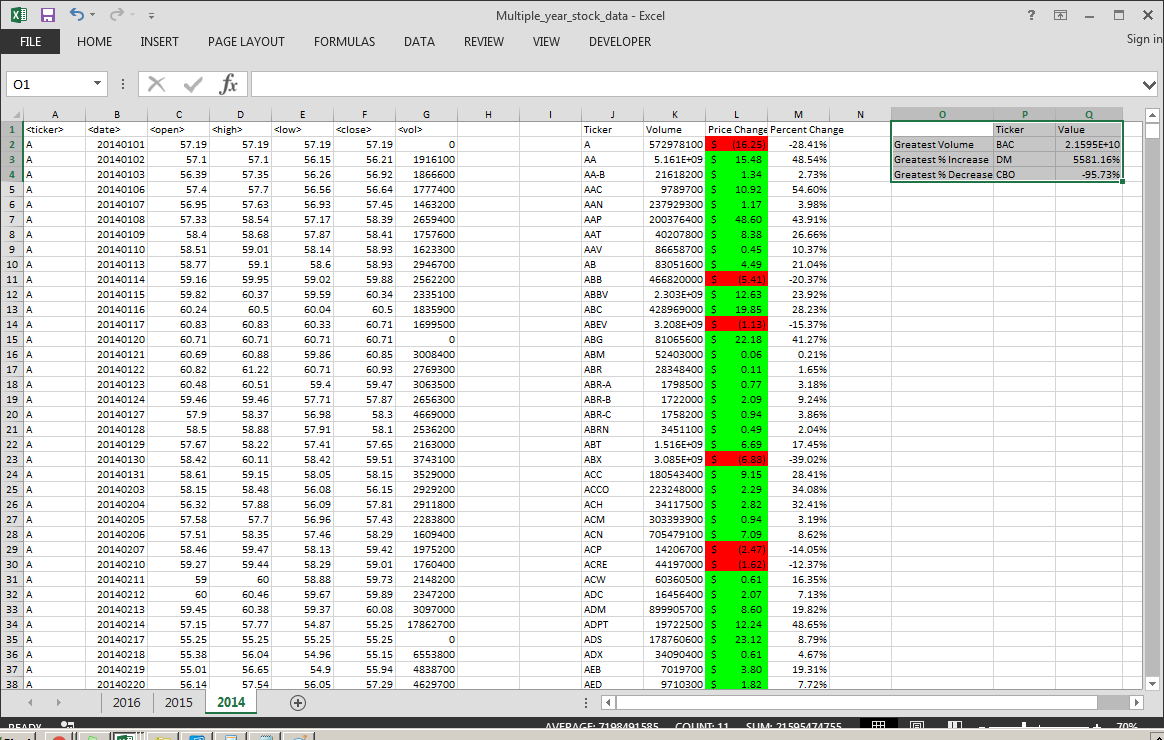 Multiple_year_stock_data - Excel
FILE HOME INSERT PAGE LAYOUT FORMULAS DATA REVIEW VIEW DEVELOPER Sign in
O1 fx
A B C D E F G H I J K L M N O P Q
1 <ticker> <date> <open> <high> <low> <close> <vol> Ticker Volume Price Change Percent Change Ticker Value
2 A 20140101 57.19 57.19 57.19 57.19 0 A 572978100 $ (16.25) -28.41% Greatest Volume BAC 2.1595E+10
3 A 20140102 57.1 57.1 56.15 56.21 1916100 AA 5.161E+09 $ 15.48 48.54% Greatest % Increase DM 5581.16%
4 A 20140103 56.39 57.35 56.26 56.92 1866600 AA-B 21618200 $ 1.34 2.73% Greatest % Decrease CBO -95.73%
5 A 20140106 57.4 57.7 56.56 56.64 1777400 AAC 9789700 $ 10.92 54.60%
6 A 20140107 56.95 57.63 56.93 57.45 1463200 AAN 237929300 $ 1.17 3.98%
7 A 20140108 57.33 58.54 57.17 58.39 2659400 AAP 200376400 $ 48.60 43.91%
8 A 20140109 58.4 58.68 57.87 58.41 1757600 AAT 40207800 $ 8.38 26.66%
9 A 20140110 58.51 59.01 58.14 58.93 1623300 AAV 86658700 $ 0.45 10.37%
10 A 20140113 58.77 59.1 58.6 58.93 2946700 AB 83051600 $ 4.49 21.04%
11 A 20140114 59.16 59.95 59.02 59.88 2562200 ABB 466820000 $ (5.41) -20.37%
12 A 20140115 59.82 60.37 59.59 60.34 2335100 ABBV 2.303E+09 $ 12.63 23.92%
13 A 20140116 60.24 60.5 60.04 60.5 1835900 ABC 428969000 $ 19.85 28.23%
14 A 20140117 60.83 60.83 60.33 60.71 1699500 ABEV 3.208E+09 $ (1.13) -15.37%
15 A 20140120 60.71 60.71 60.71 60.71 0 ABG 81065600 $ 22.18 41.27%
16 A 20140121 60.69 60.88 59.86 60.85 3008400 ABM 52403000 $ 0.06 0.21%
17 A 20140122 60.82 61.22 60.71 60.93 2769300 ABR 28348400 $ 0.11 1.65%
18 A 20140123 60.48 60.51 59.4 59.47 3063500 ABR-A 1798500 $ 0.77 3.18%
19 A 20140124 59.46 59.46 57.71 57.87 2656300 ABR-B 1722000 $ 2.09 9.24%
20 A 20140127 57.9 58.37 56.98 58.3 4669000 ABR-C 1758200 $ 0.94 3.86%
21 A 20140128 58.5 58.88 57.91 58.1 2536200 ABRN 3451100 $ 0.49 2.04%
22 A 20140129 57.67 58.22 57.41 57.65 2163000 ABT 1.516E+09 $ 6.69 17.45%
23 A 20140130 58.42 60.11 58.42 59.51 3743100 ABX 3.085E+09 $ (6.88) -39.02%
24 A 20140131 58.61 59.15 58.05 58.15 3529000 ACC 180543400 $ 9.15 28.41%
25 A 20140203 58.15 58.48 56.08 56.15 2929200 ACCO 223248000 $ 2.29 34.08%
26 A 20140204 56.32 57.88 56.09 57.81 2911800 ACH 34117500 $ 2.82 32.41%
27 A 20140205 57.58 57.7 56.96 57.43 2283800 ACM 303393900 $ 0.94 3.19%
28 A 20140206 57.51 58.35 57.46 58.29 1609400 ACN 705479100 $ 7.09 8.62%
29 A 20140207 58.46 59.47 58.13 59.42 1975200 ACP 14206700 $ (2.47) -14.05%
30 A 20140210 59.27 59.44 58.29 59.01 1760400 ACRE 44197000 $ (1.62) -12.37%
31 A 20140211 59 60 58.88 59.73 2148200 ACW 60360500 $ 0.61 16.35%
32 A 20140212 60 60.46 59.67 59.89 2347200 ADC 16456400 $ 2.07 7.13%
33 A 20140213 59.45 60.38 59.37 60.08 3097000 ADM 899905700 $ 8.60 19.82%
34 A 20140214 57.15 57.77 54.87 55.25 17862700 ADPT 19722500 $ 12.24 48.65%
35 A 20140217 55.25 55.25 55.25 55.25 0 ADS 178760600 $ 23.12 8.79%
36 A 20140218 55.38 56.04 54.96 55.15 6553800 ADX 34090400 $ 0.61 4.67%
37 A 20140219 55.01 56.65 54.9 55.94 4838700 AEB 7019700 $ 3.80 19.31%
38 A 20140220 56.14 57.54 56.05 57.29 4629700 AED 9710300 $ 1.82 7.72%
2016 2015 2014
READY AVERAGE: 7198491585 COUNT: 11 SUM: 21595474755 70%